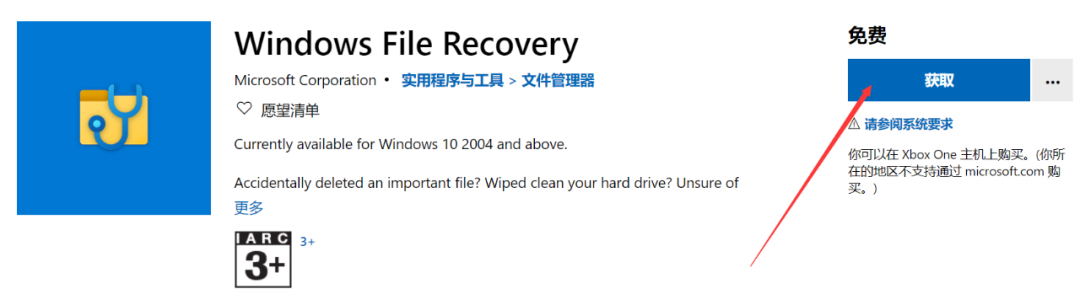 Windows File Recovery
Microsoft Corporation • 实用程序与工具 > 文件管理器
愿望清单
Currently available for Windows 10 2004 and above.
Accidentally deleted an important file? Wiped clean your hard drive? Unsure of
更多
IARC
3+
3+
免费
获取
...
请参阅系统要求
你可以在 Xbox One 主机上购买。(你所
在的地区不支持通过 microsoft.com 购
买。)